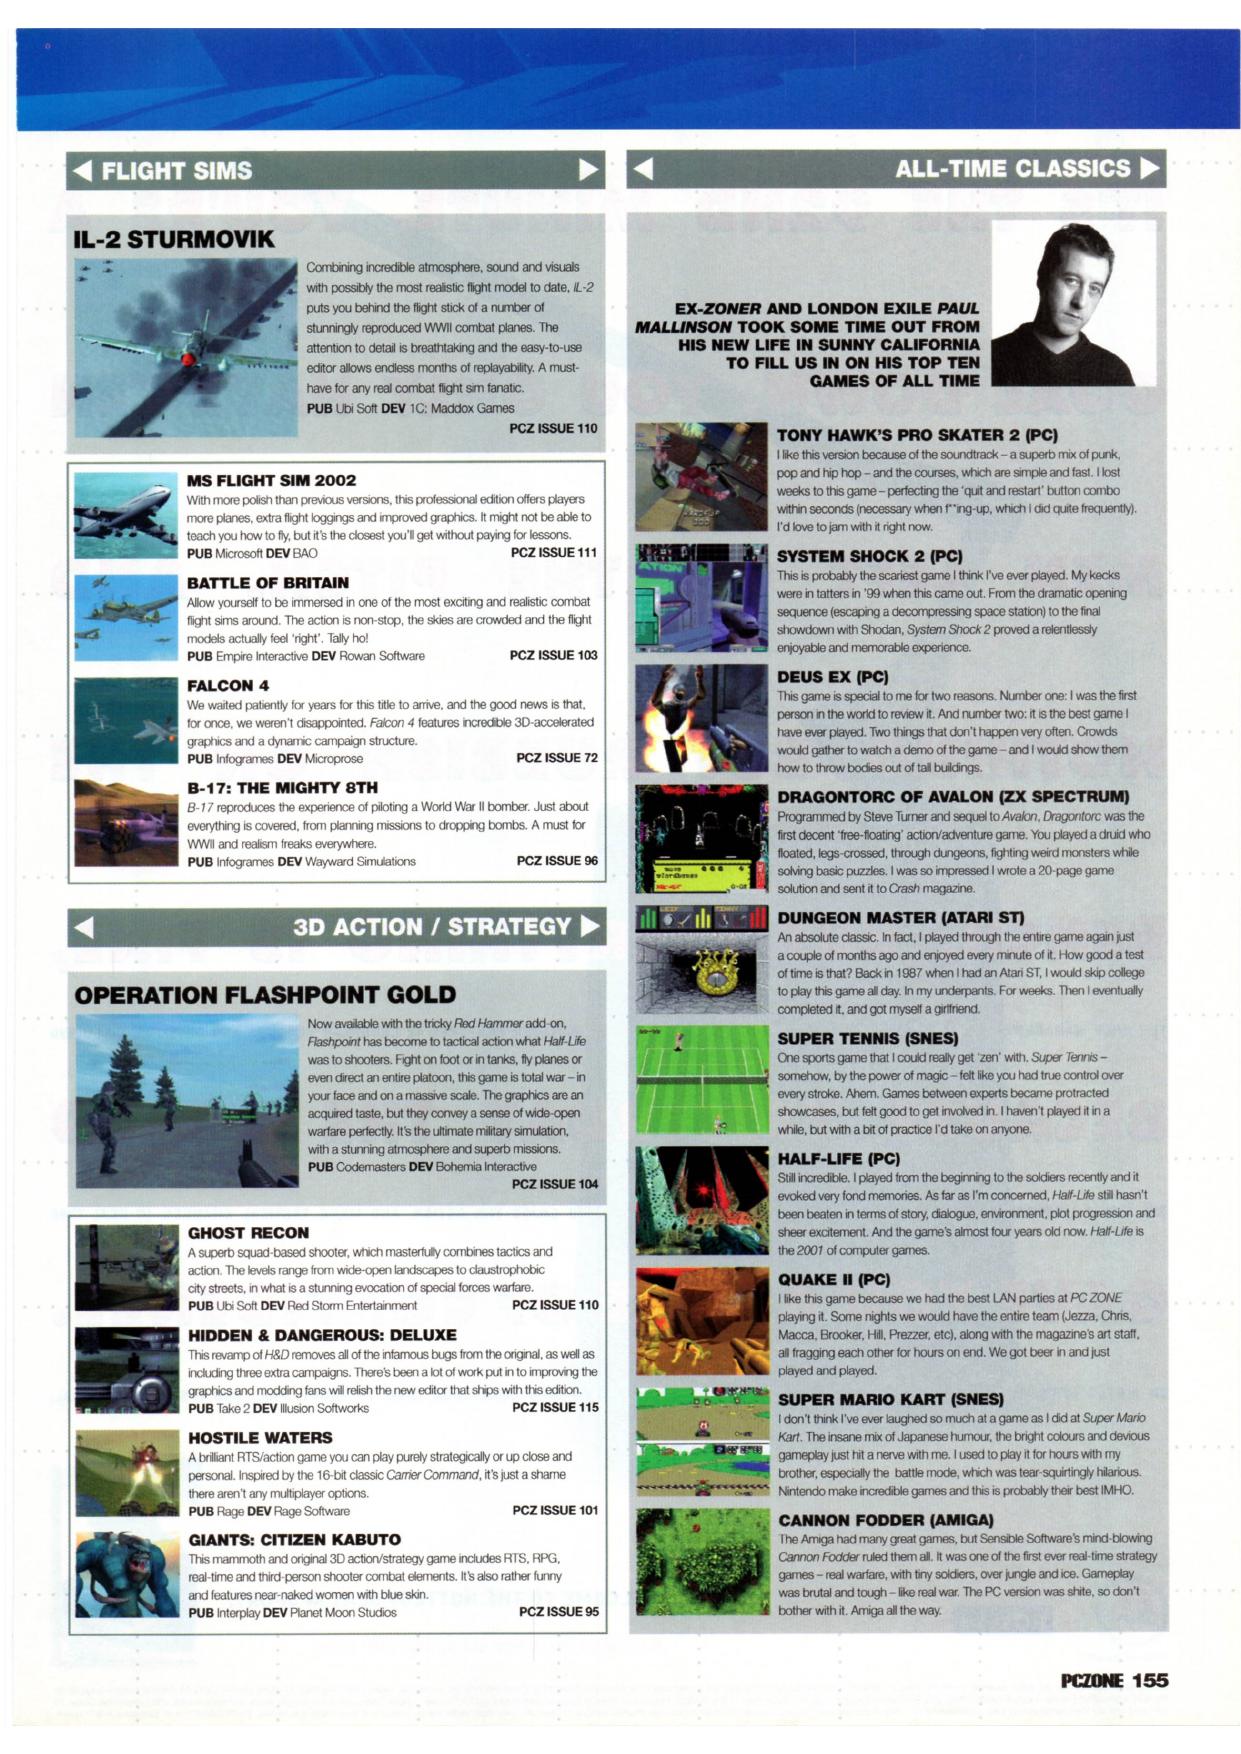 FLIGHT SIMS
IL-2 STURMOVIK
Combining incredible atmosphere, sound and visuals
with possibly the most realistic flight model to date, IL-2
puts you behind the flight stick of a number of
stunningly reproduced WWII combat planes. The
attention to detail is breathtaking and the easy-to-use
editor allows endless months of replayability. A must-
have for any real combat flight sim fanatic.
PUB Ubi Soft DEV 1C: Maddox Games
PCZ ISSUE 110
MS FLIGHT SIM 2002
With more polish than previous versions, this professional edition offers players
more planes, extra flight loggings and improved graphics. It might not be able to
teach you how to fly, but it's the closest you'll get without paying for lessons.
PUB Microsoft DEV BAO PCZ ISSUE 111
BATTLE OF BRITAIN
Allow yourself to be immersed in one of the most exciting and realistic combat
flight sims around. The action is non-stop, the skies are crowded and the flight
models actually feel 'right'. Tally ho!
PUB Empire Interactive DEV Rowan Software PCZ ISSUE 103
FALCON 4
We waited patiently for years for this title to arrive, and the good news is that,
for once, we weren't disappointed. Falcon 4 features incredible 3D-accelerated
graphics and a dynamic campaign structure.
PUB Infogrames DEV Microprose PCZ ISSUE 72
B-17: THE MIGHTY 8TH
B-17 reproduces the experience of piloting a World War II bomber. Just about
everything is covered, from planning missions to dropping bombs. A must for
WWII and realism freaks everywhere.
PUB Infogrames DEV Wayward Simulations PCZ ISSUE 96
3D ACTION / STRATEGY
OPERATION FLASHPOINT GOLD
Now available with the tricky Red Hammer add-on,
Flashpoint has become to tactical action what Half-Life
was to shooters. Fight on foot or in tanks, fly planes or
even direct an entire platoon, this game is total war – in
your face and on a massive scale. The graphics are an
acquired taste, but they convey a sense of wide-open
warfare perfectly. It's the ultimate military simulation,
with a stunning atmosphere and superb missions.
PUB Codemasters DEV Bohemia Interactive
PCZ ISSUE 104
GHOST RECON
A superb squad-based shooter, which masterfully combines tactics and
action. The levels range from wide-open landscapes to claustrophobic
city streets, in what is a stunning evocation of special forces warfare.
PUB Ubi Soft DEV Red Storm Entertainment PCZ ISSUE 110
HIDDEN & DANGEROUS: DELUXE
This revamp of H&D removes all of the infamous bugs from the original, as well as
including three extra campaigns. There's been a lot of work put in to improving the
graphics and modding fans will relish the new editor that ships with this edition.
PUB Take 2 DEV Illusion Softworks PCZ ISSUE 115
HOSTILE WATERS
A brilliant RTS/action game you can play purely strategically or up close and
personal. Inspired by the 16-bit classic Carrier Command, it's just a shame
there aren't any multiplayer options.
PUB Rage DEV Rage Software PCZ ISSUE 101
GIANTS: CITIZEN KABUTO
This mammoth and original 3D action/strategy game includes RTS, RPG,
real-time and third-person shooter combat elements. It's also rather funny
and features near-naked women with blue skin.
PUB Interplay DEV Planet Moon Studios PCZ ISSUE 95
ALL-TIME CLASSICS
EX-ZONER AND LONDON EXILE PAUL
MALLINSON TOOK SOME TIME OUT FROM
HIS NEW LIFE IN SUNNY CALIFORNIA
TO FILL US IN ON HIS TOP TEN
GAMES OF ALL TIME
TONY HAWK'S PRO SKATER 2 (PC)
I like this version because of the soundtrack – a superb mix of punk,
pop and hip hop – and the courses, which are simple and fast. I lost
weeks to this game – perfecting the 'quit and restart' button combo
within seconds (necessary when f**ing-up, which I did quite frequently).
I'd love to jam with it right now.
SYSTEM SHOCK 2 (PC)
This is probably the scariest game I think I've ever played. My kecks
were in tatters in '99 when this came out. From the dramatic opening
sequence (escaping a decompressing space station) to the final
showdown with Shodan, System Shock 2 proved a relentlessly
enjoyable and memorable experience.
DEUS EX (PC)
This game is special to me for two reasons. Number one: I was the first
person in the world to review it. And number two: it is the best game I
have ever played. Two things that don't happen very often. Crowds
would gather to watch a demo of the game – and I would show them
how to throw bodies out of tall buildings.
DRAGONTORC OF AVALON (ZX SPECTRUM)
Programmed by Steve Turner and sequel to Avalon, Dragontorc was the
first decent 'free-floating' action/adventure game. You played a druid who
floated, legs-crossed, through dungeons, fighting weird monsters while
solving basic puzzles. I was so impressed I wrote a 20-page game
solution and sent it to Crash magazine.
DUNGEON MASTER (ATARI ST)
An absolute classic. In fact, I played through the entire game again just
a couple of months ago and enjoyed every minute of it. How good a test
of time is that? Back in 1987 when I had an Atari ST, I would skip college
to play this game all day. In my underpants. For weeks. Then I eventually
completed it, and got myself a girlfriend.
SUPER TENNIS (SNES)
One sports game that I could really get 'zen' with. Super Tennis –
somehow, by the power of magic – felt like you had true control over
every stroke. Ahem. Games between experts became protracted
showcases, but felt good to get involved in. I haven't played it in a
while, but with a bit of practice I'd take on anyone.
HALF-LIFE (PC)
Still incredible. I played from the beginning to the soldiers recently and it
evoked very fond memories. As far as I'm concerned, Half-Life still hasn't
been beaten in terms of story, dialogue, environment, plot progression and
sheer excitement. And the game's almost four years old now. Half-Life is
the 2001 of computer games.
QUAKE II (PC)
I like this game because we had the best LAN parties at PC ZONE
playing it. Some nights we would have the entire team (Jezza, Chris,
Macca, Brooker, Hill, Prezzer, etc), along with the magazine's art staff,
all fragging each other for hours on end. We got beer in and just
played and played.
SUPER MARIO KART (SNES)
I don't think I've ever laughed so much at a game as I did at Super Mario
Kart. The insane mix of Japanese humour, the bright colours and devious
gameplay just hit a nerve with me. I used to play it for hours with my
brother, especially the battle mode, which was tear-squirtingly hilarious.
Nintendo make incredible games and this is probably their best IMHO.
CANNON FODDER (AMIGA)
The Amiga had many great games, but Sensible Software's mind-blowing
Cannon Fodder ruled them all. It was one of the first ever real-time strategy
games – real warfare, with tiny soldiers, over jungle and ice. Gameplay
was brutal and tough – like real war. The PC version was shite, so don't
bother with it. Amiga all the way.
PCZONE 155